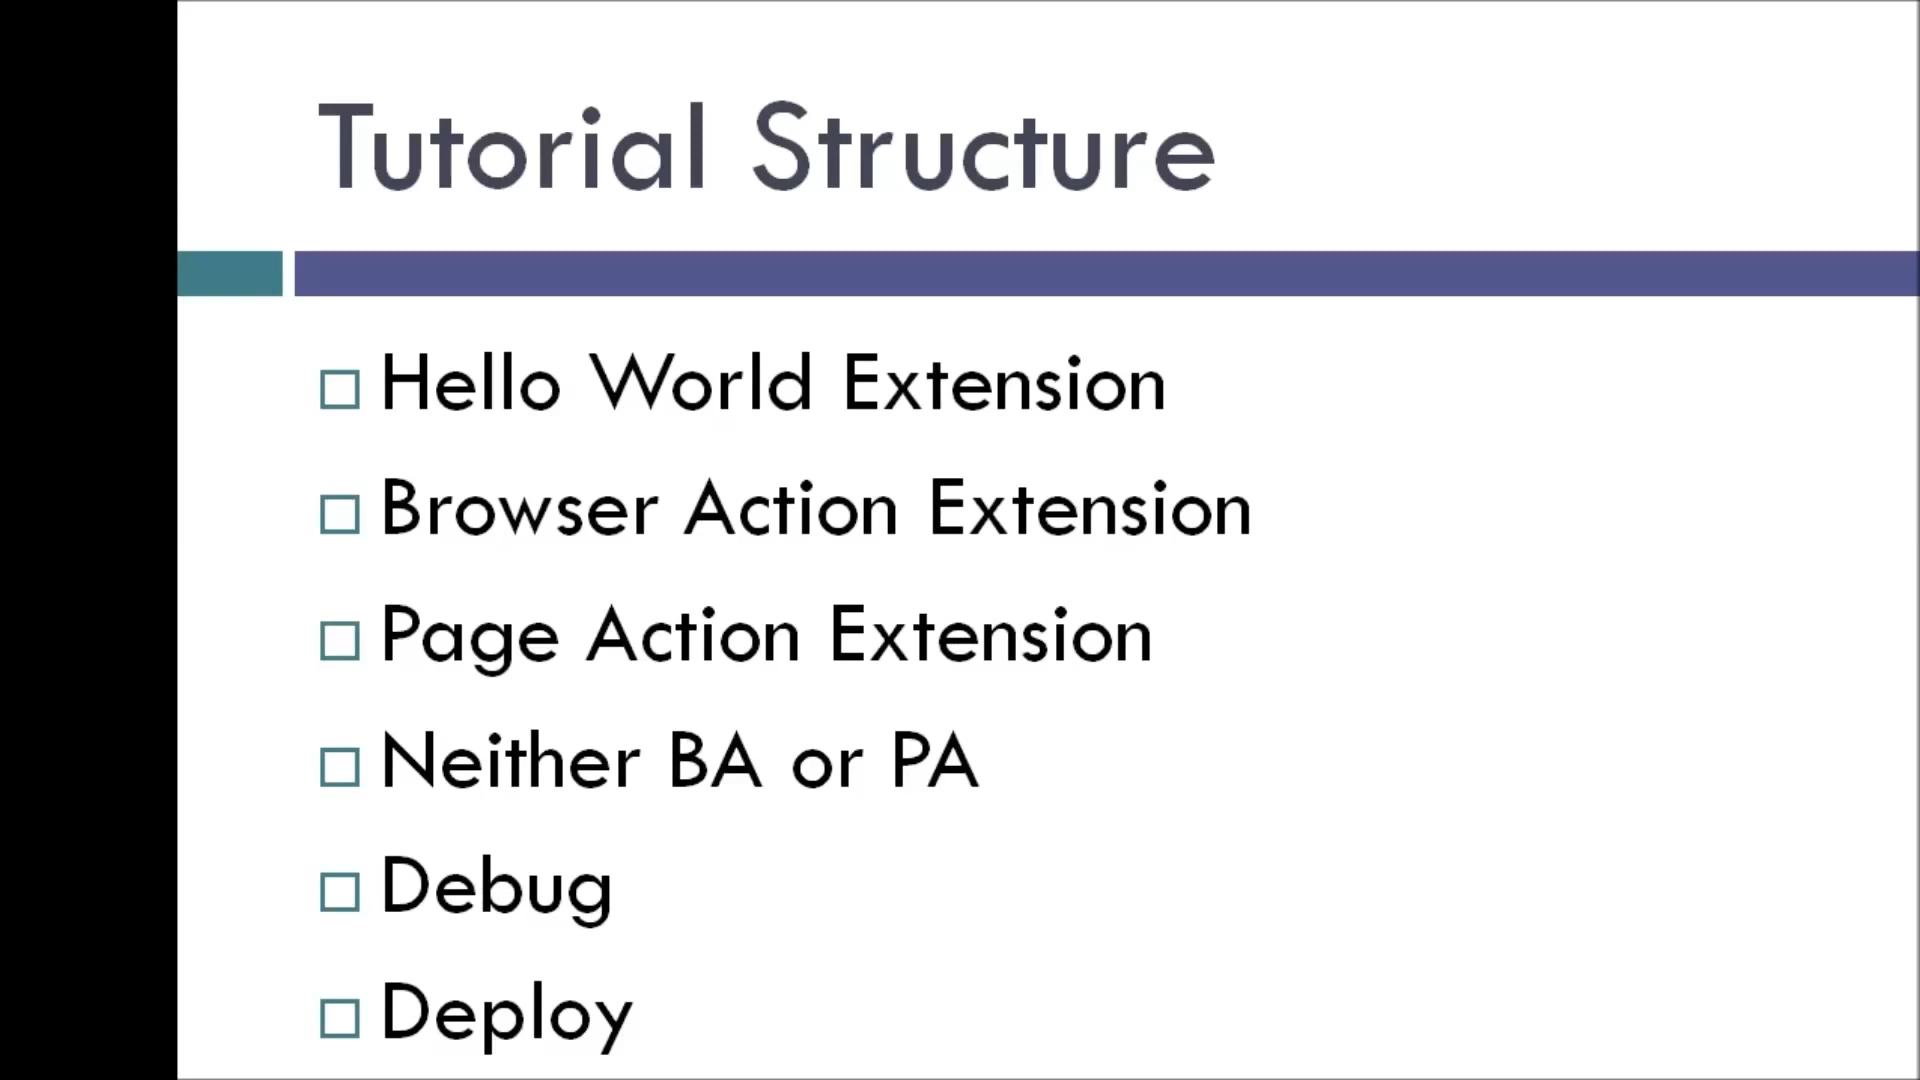 Tutorial Structure
Hello World Extension
Browser Action Extension
Page Action Extension
Neither BA or PA
Debug
Deploy